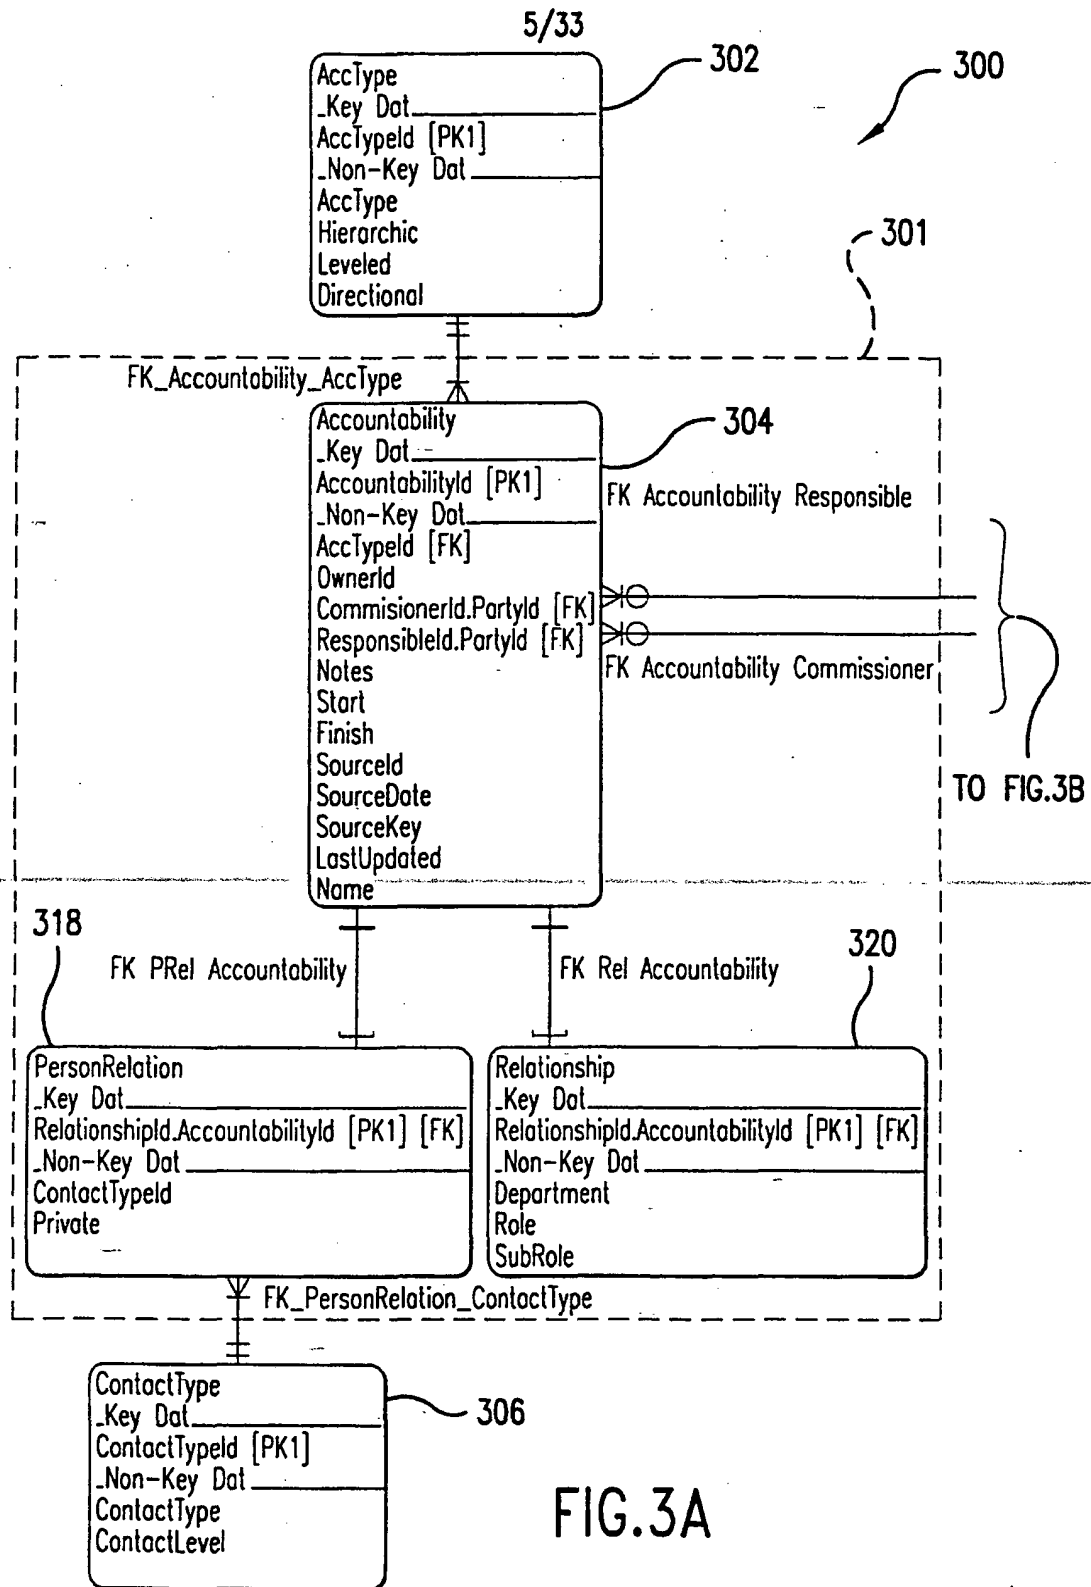 5/33
302
300
AccType
_Key Dat
AccTypeId [PK1]
_Non-Key Dat
AccType
Hierarchic
Leveled
Directional
301
FK_Accountability_AccType
Accountability
_Key Dat
AccountabilityId [PK1]
_Non-Key Dat
AccTypeId [FK]
OwnerId
CommisionerId.PartyId [FK]
ResponsibleId.PartyId [FK]
Notes
Start
Finish
SourceId
SourceDate
SourceKey
LastUpdated
Name
304
FK Accountability Responsible
FK Accountability Commissioner
TO FIG.3B
318
FK PRel Accountability
FK Rel Accountability
320
PersonRelation
_Key Dat
RelationshipId.AccountabilityId [PK1] [FK]
_Non-Key Dat
ContactTypeId
Private
Relationship
_Key Dat
RelationshipId.AccountabilityId [PK1] [FK]
_Non-Key Dat
Department
Role
SubRole
FK_PersonRelation_ContactType
ContactType
_Key Dat
ContactTypeId [PK1]
_Non-Key Dat
ContactType
ContactLevel
306
FIG.3A